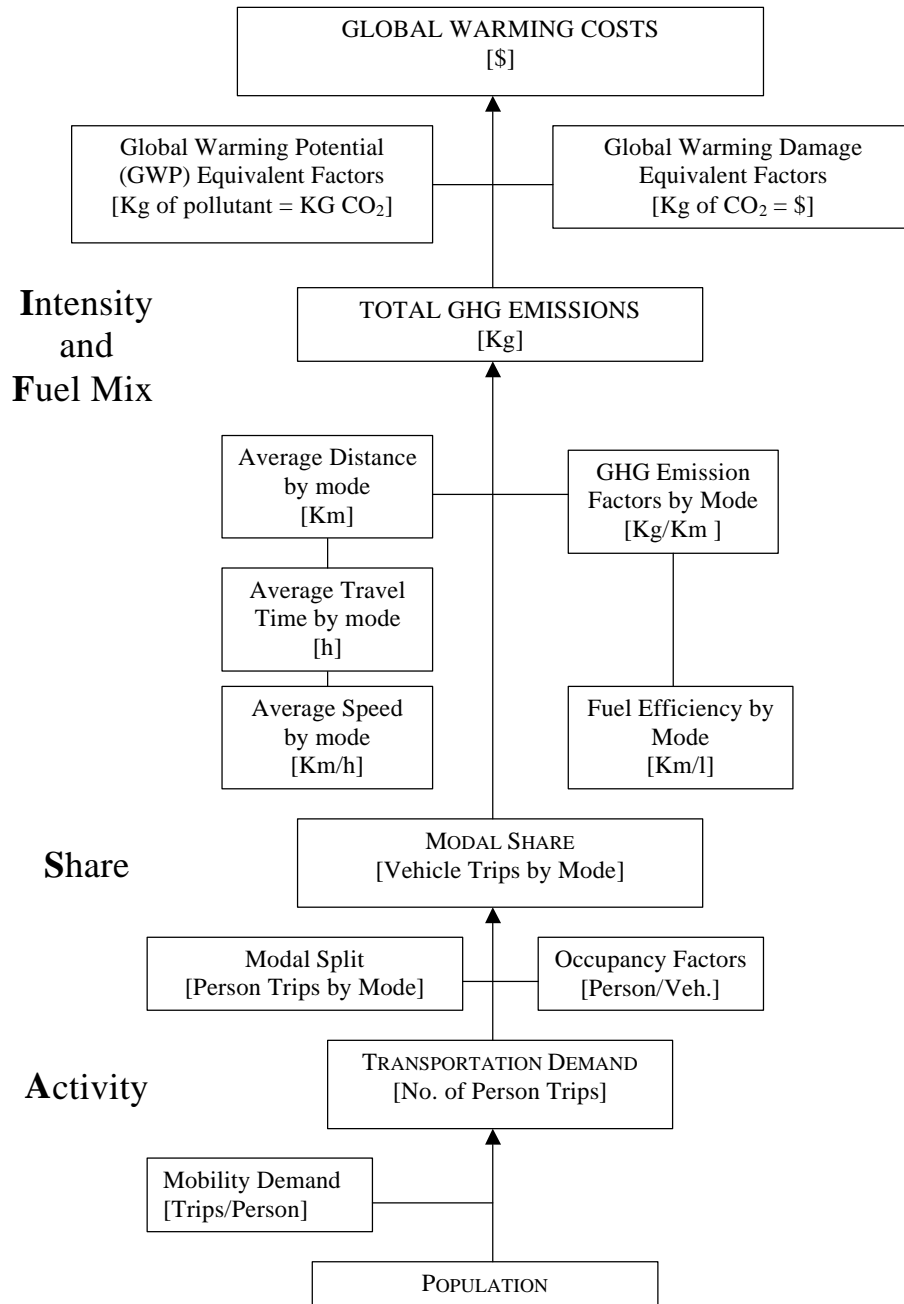 GLOBAL WARMING COSTS
[$]
Global Warming Potential
(GWP) Equivalent Factors
[Kg of pollutant = KG CO₂]
Global Warming Damage
Equivalent Factors
[Kg of CO₂ = $]
Intensity
and
Fuel Mix
TOTAL GHG EMISSIONS
[Kg]
Average Distance
by mode
[Km]
GHG Emission
Factors by Mode
[Kg/Km ]
Average Travel
Time by mode
[h]
Average Speed
by mode
[Km/h]
Fuel Efficiency by
Mode
[Km/l]
Share
MODAL SHARE
[Vehicle Trips by Mode]
Modal Split
[Person Trips by Mode]
Occupancy Factors
[Person/Veh.]
Activity
TRANSPORTATION DEMAND
[No. of Person Trips]
Mobility Demand
[Trips/Person]
POPULATION